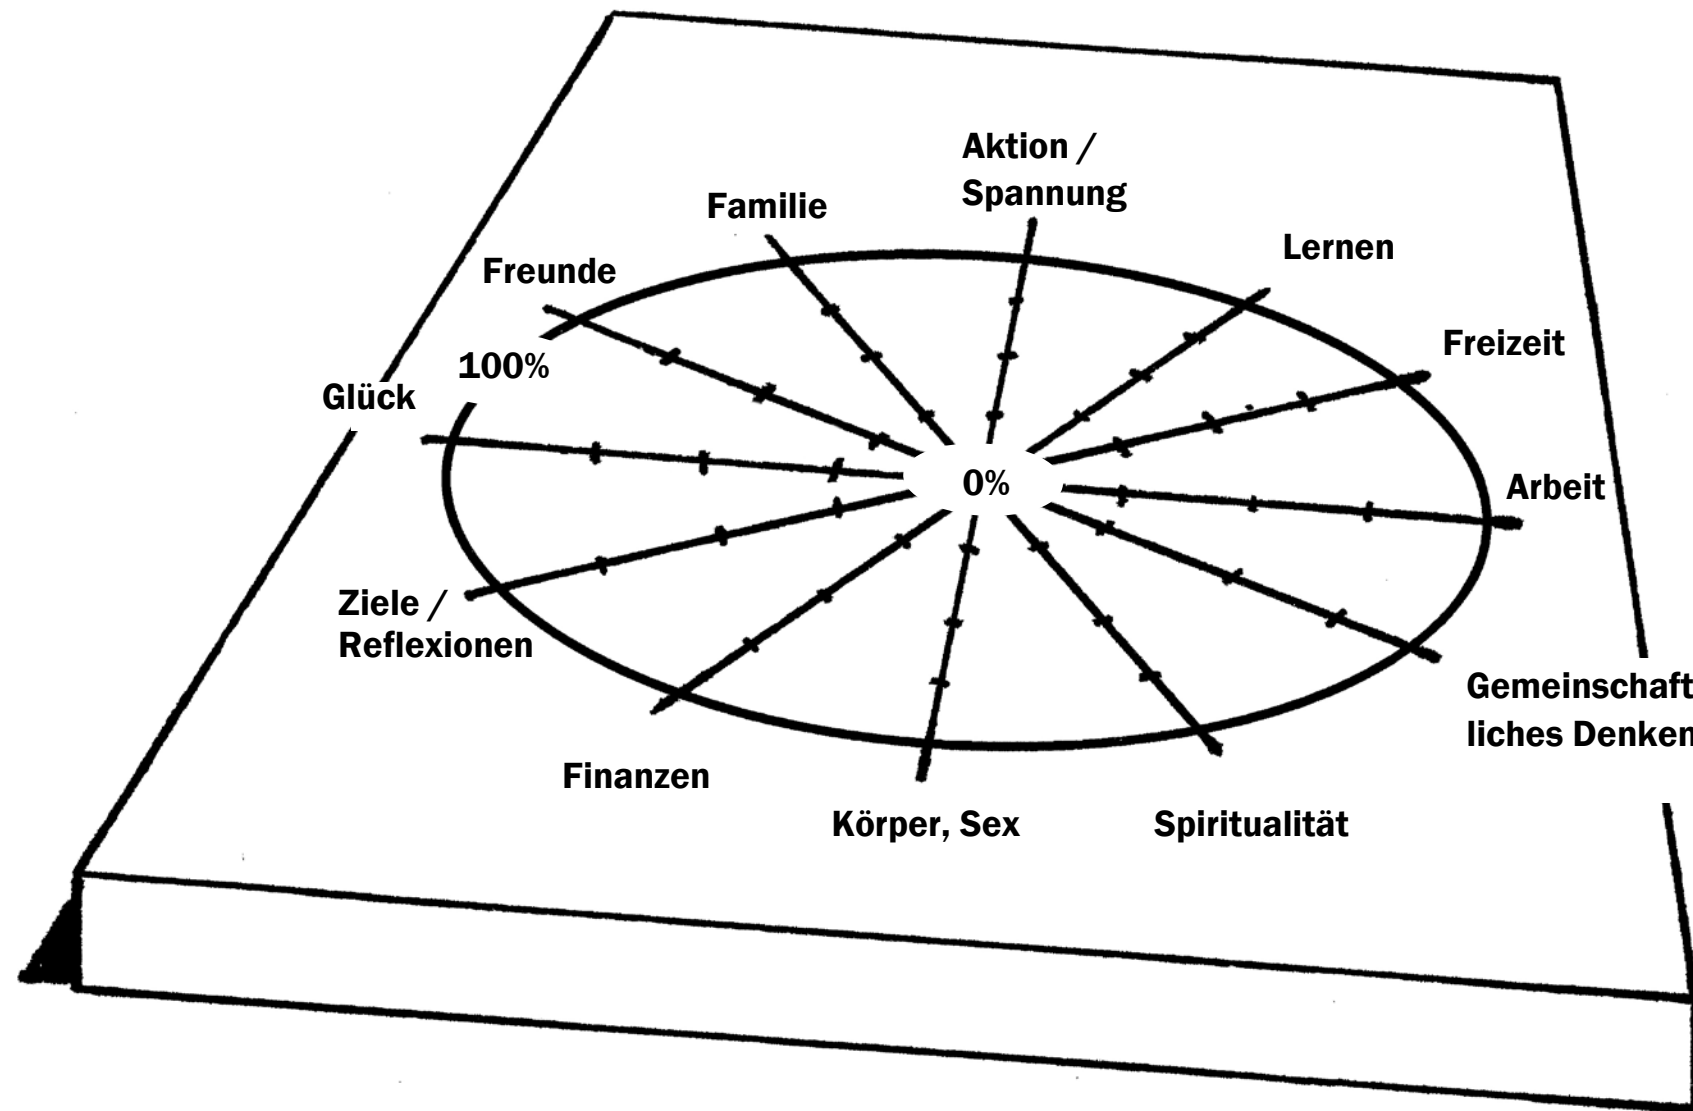 Aktion /
Spannung
Familie
Lernen
Freunde
Freizeit
100%
Glück
0%
Arbeit
Ziele /
Reflexionen
Gemeinschaft
liches Denken
Finanzen
Körper, Sex
Spiritualität